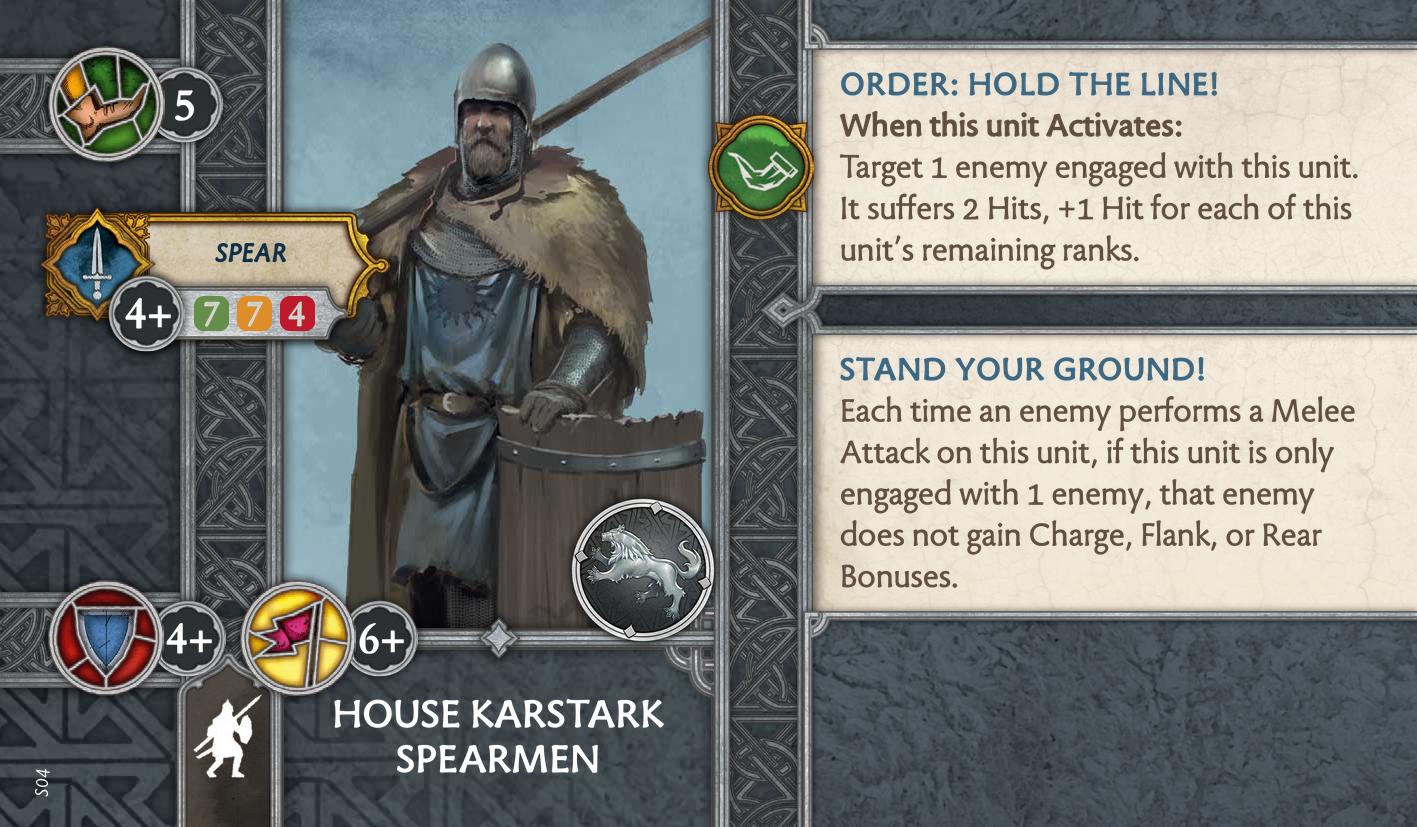 5
SPEAR
4+ 7 7 4
4+ 6+
HOUSE KARSTARK
SPEARMEN
S04
ORDER: HOLD THE LINE!
When this unit Activates:
Target 1 enemy engaged with this unit.
It suffers 2 Hits, +1 Hit for each of this
unit's remaining ranks.
STAND YOUR GROUND!
Each time an enemy performs a Melee
Attack on this unit, if this unit is only
engaged with 1 enemy, that enemy
does not gain Charge, Flank, or Rear
Bonuses.